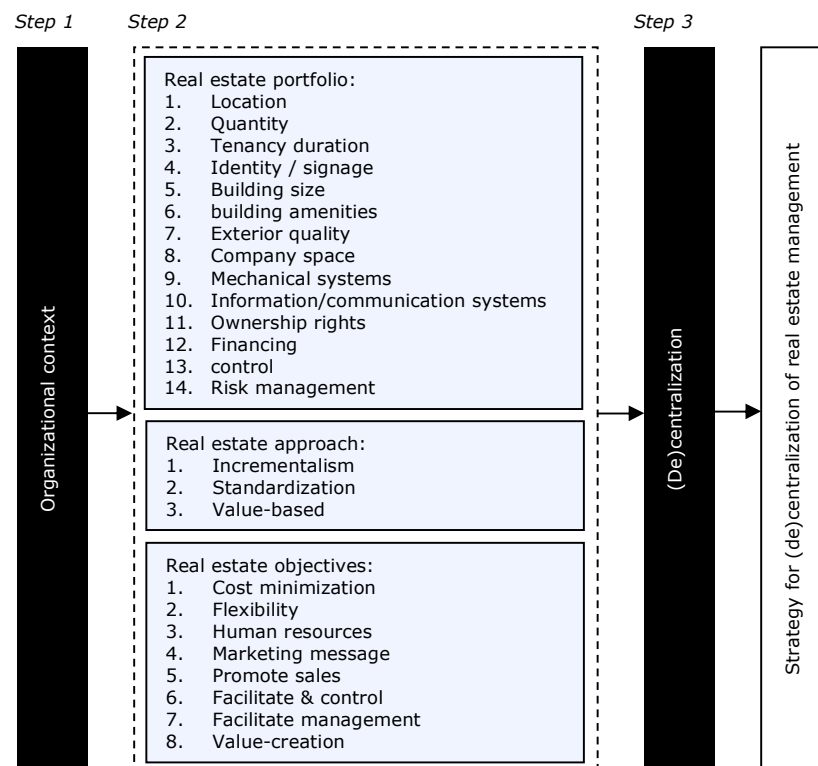 Step 1
Step 2
Step 3
Organizational context
Real estate portfolio:
1. Location
2. Quantity
3. Tenancy duration
4. Identity / signage
5. Building size
6. building amenities
7. Exterior quality
8. Company space
9. Mechanical systems
10. Information/communication systems
11. Ownership rights
12. Financing
13. control
14. Risk management
Real estate approach:
1. Incrementalism
2. Standardization
3. Value-based
Real estate objectives:
1. Cost minimization
2. Flexibility
3. Human resources
4. Marketing message
5. Promote sales
6. Facilitate & control
7. Facilitate management
8. Value-creation
(De)centralization
Strategy for (de)centralization of real estate management